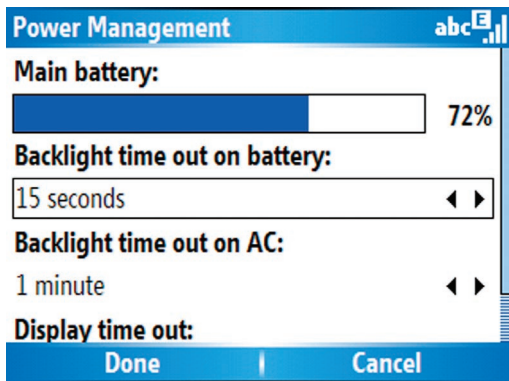 Power Management abc E
Main battery:
72%
Backlight time out on battery:
15 seconds
Backlight time out on AC:
1 minute
Display time out:
Done Cancel